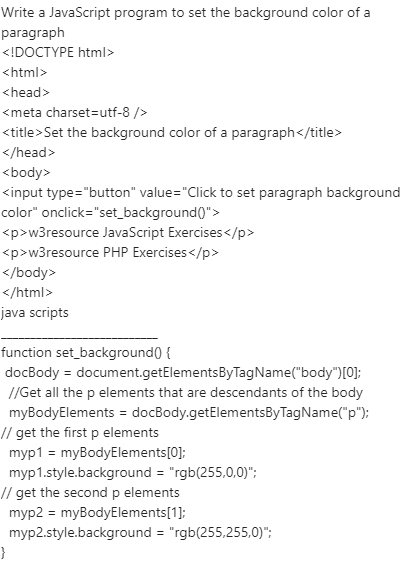 Write a JavaScript program to set the background color of a
paragraph
<!DOCTYPE html>
<html>
<head>
<meta charset=utf-8 />
<title>Set the background color of a paragraph</title>
</head>
<body>
<input type="button" value="Click to set paragraph background
color" onclick="set_background()">
<p>w3resource JavaScript Exercises</p>
<p>w3resource PHP Exercises</p>
</body>
</html>
java scripts
__________________________
function set_background() {
 docBody = document.getElementsByTagName("body")[0];
  //Get all the p elements that are descendants of the body
  myBodyElements = docBody.getElementsByTagName("p");
// get the first p elements
  myp1 = myBodyElements[0];
  myp1.style.background = "rgb(255,0,0)";
// get the second p elements
  myp2 = myBodyElements[1];
  myp2.style.background = "rgb(255,255,0)";
}